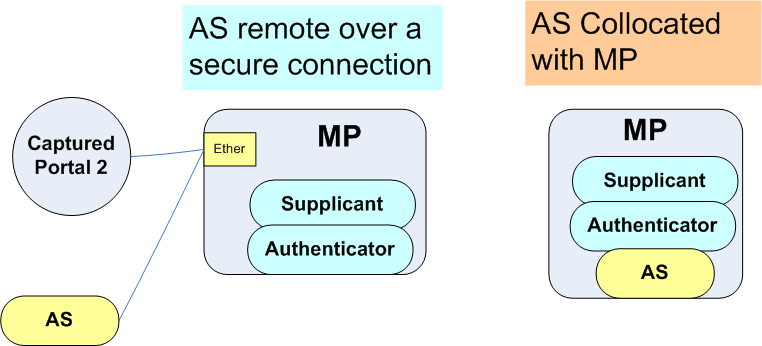 AS remote over a
secure connection
AS Collocated
with MP
Captured
Portal 2
Ether
MP
Supplicant
Authenticator
AS
MP
Supplicant
Authenticator
AS